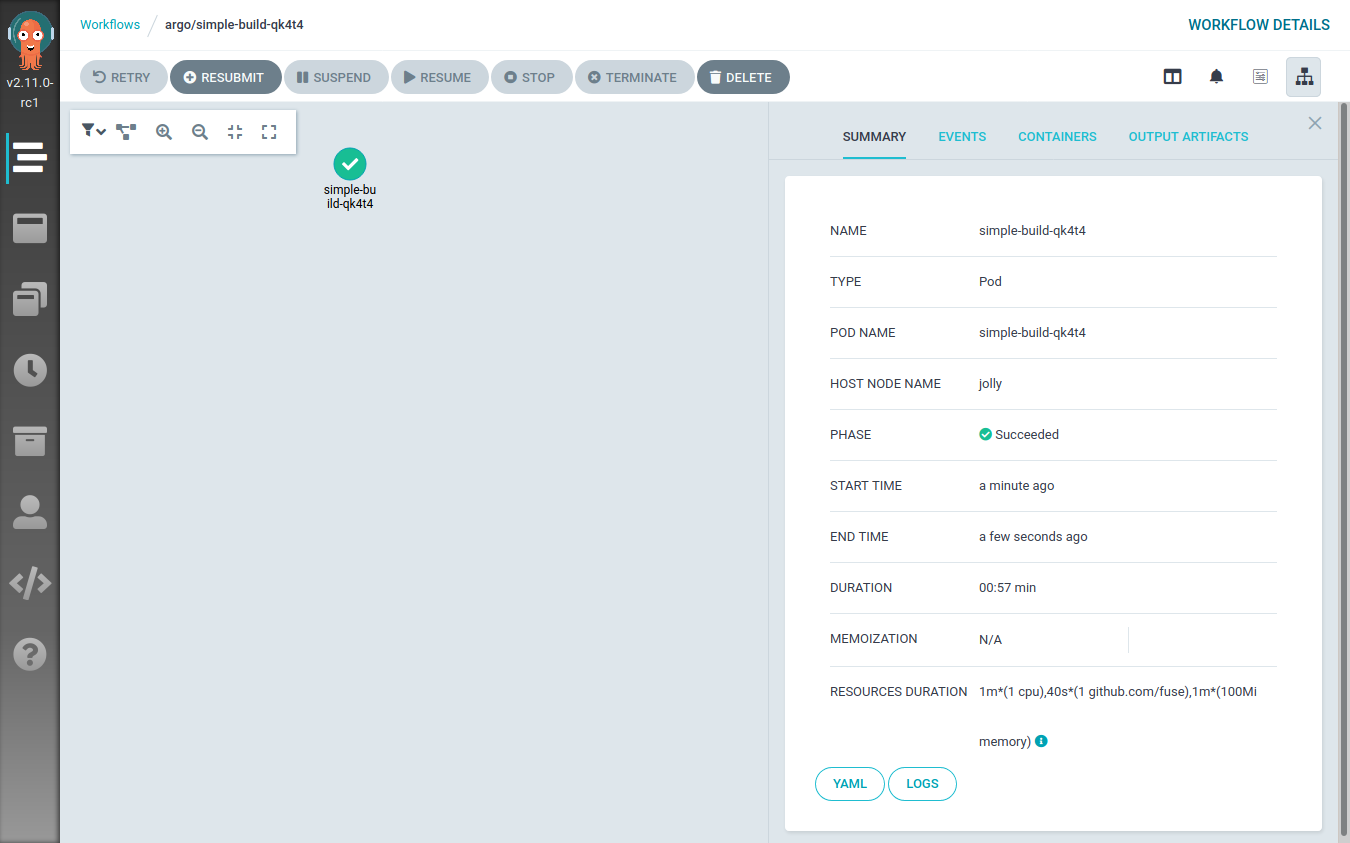 v2.11.0-
rc1
Workflows
argo/simple-build-qk4t4
WORKFLOW DETAILS
RETRY
RESUBMIT
SUSPEND
RESUME
STOP
TERMINATE
DELETE
simple-bu
ild-qk4t4
SUMMARY
EVENTS
CONTAINERS
OUTPUT ARTIFACTS
NAME simple-build-qk4t4
TYPE Pod
POD NAME simple-build-qk4t4
HOST NODE NAME jolly
PHASE Succeeded
START TIME a minute ago
END TIME a few seconds ago
DURATION 00:57 min
MEMOIZATION N/A
RESOURCES DURATION 1m*(1 cpu),40s*(1 github.com/fuse),1m*(100Mi
memory)
YAML
LOGS